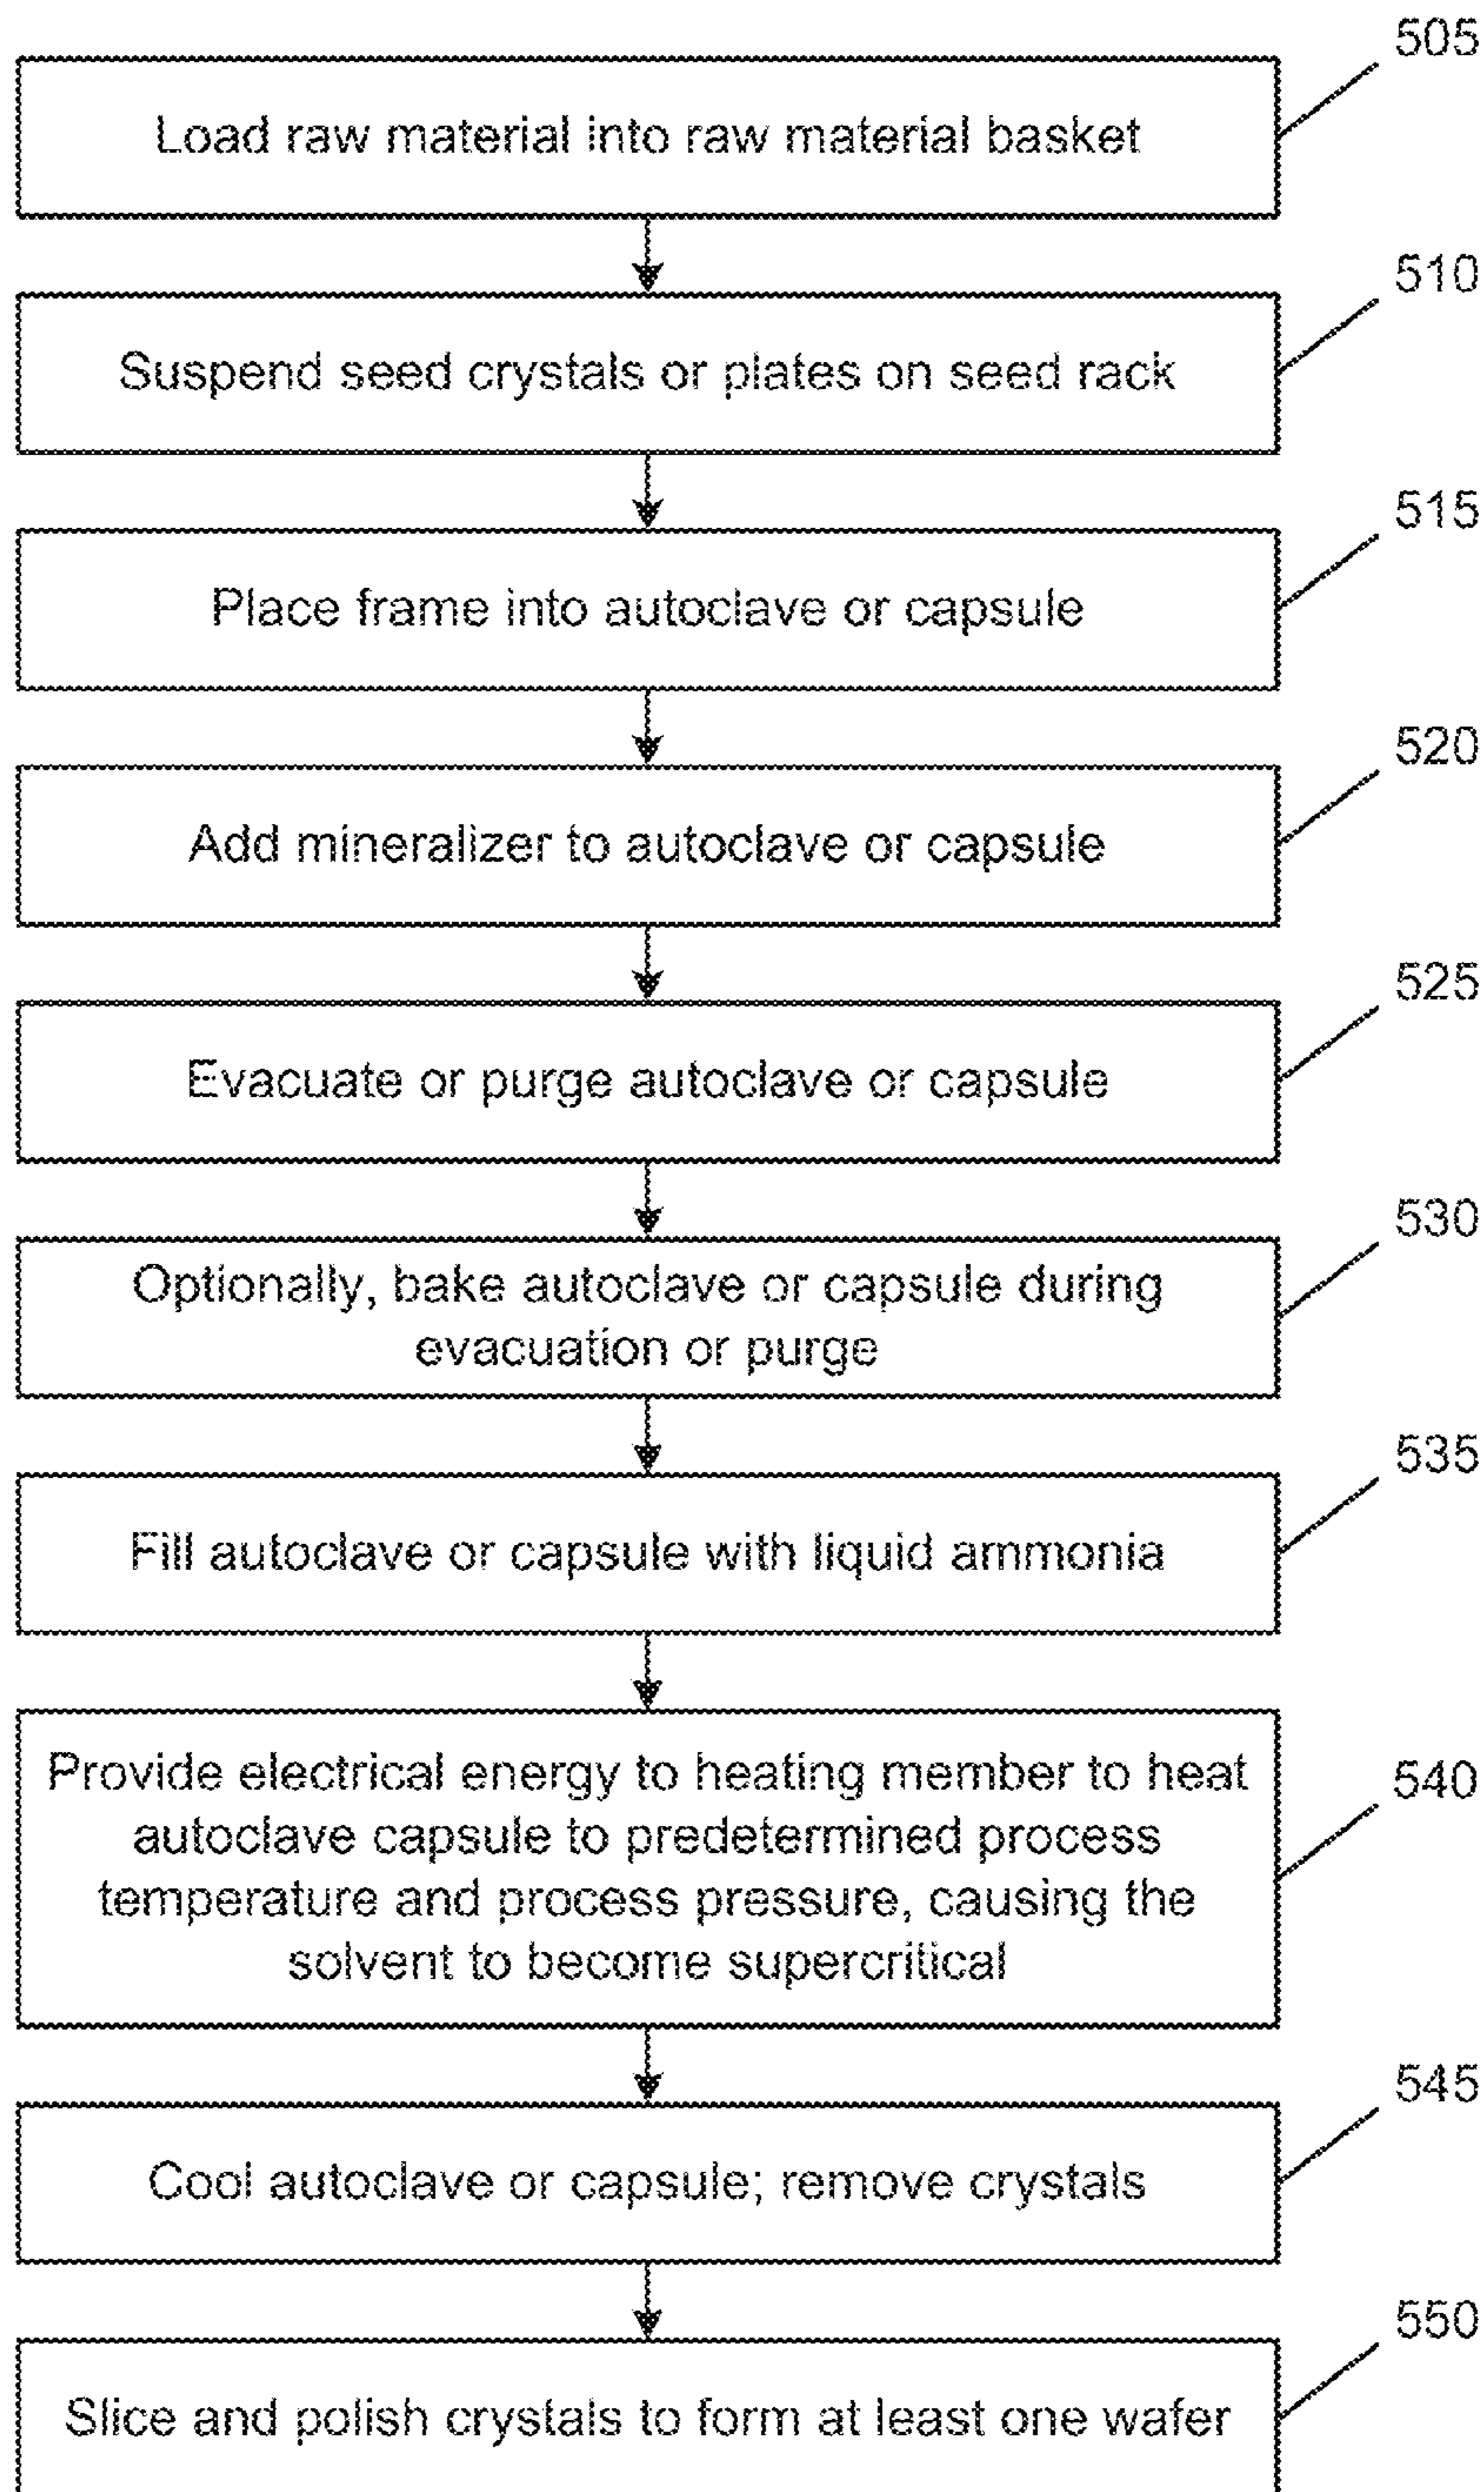 505
Load raw material into raw material basket
510
Suspend seed crystals or plates on seed rack
515
Place frame into autoclave or capsule
520
Add mineralizer to autoclave or capsule
525
Evacuate or purge autoclave or capsule
530
Optionally, bake autoclave or capsule during
evacuation or purge
535
Fill autoclave or capsule with liquid ammonia
540
Provide electrical energy to heating member to heat
autoclave capsule to predetermined process
temperature and process pressure, causing the
solvent to become supercritical
545
Cool autoclave or capsule; remove crystals
550
Slice and polish crystals to form at least one wafer